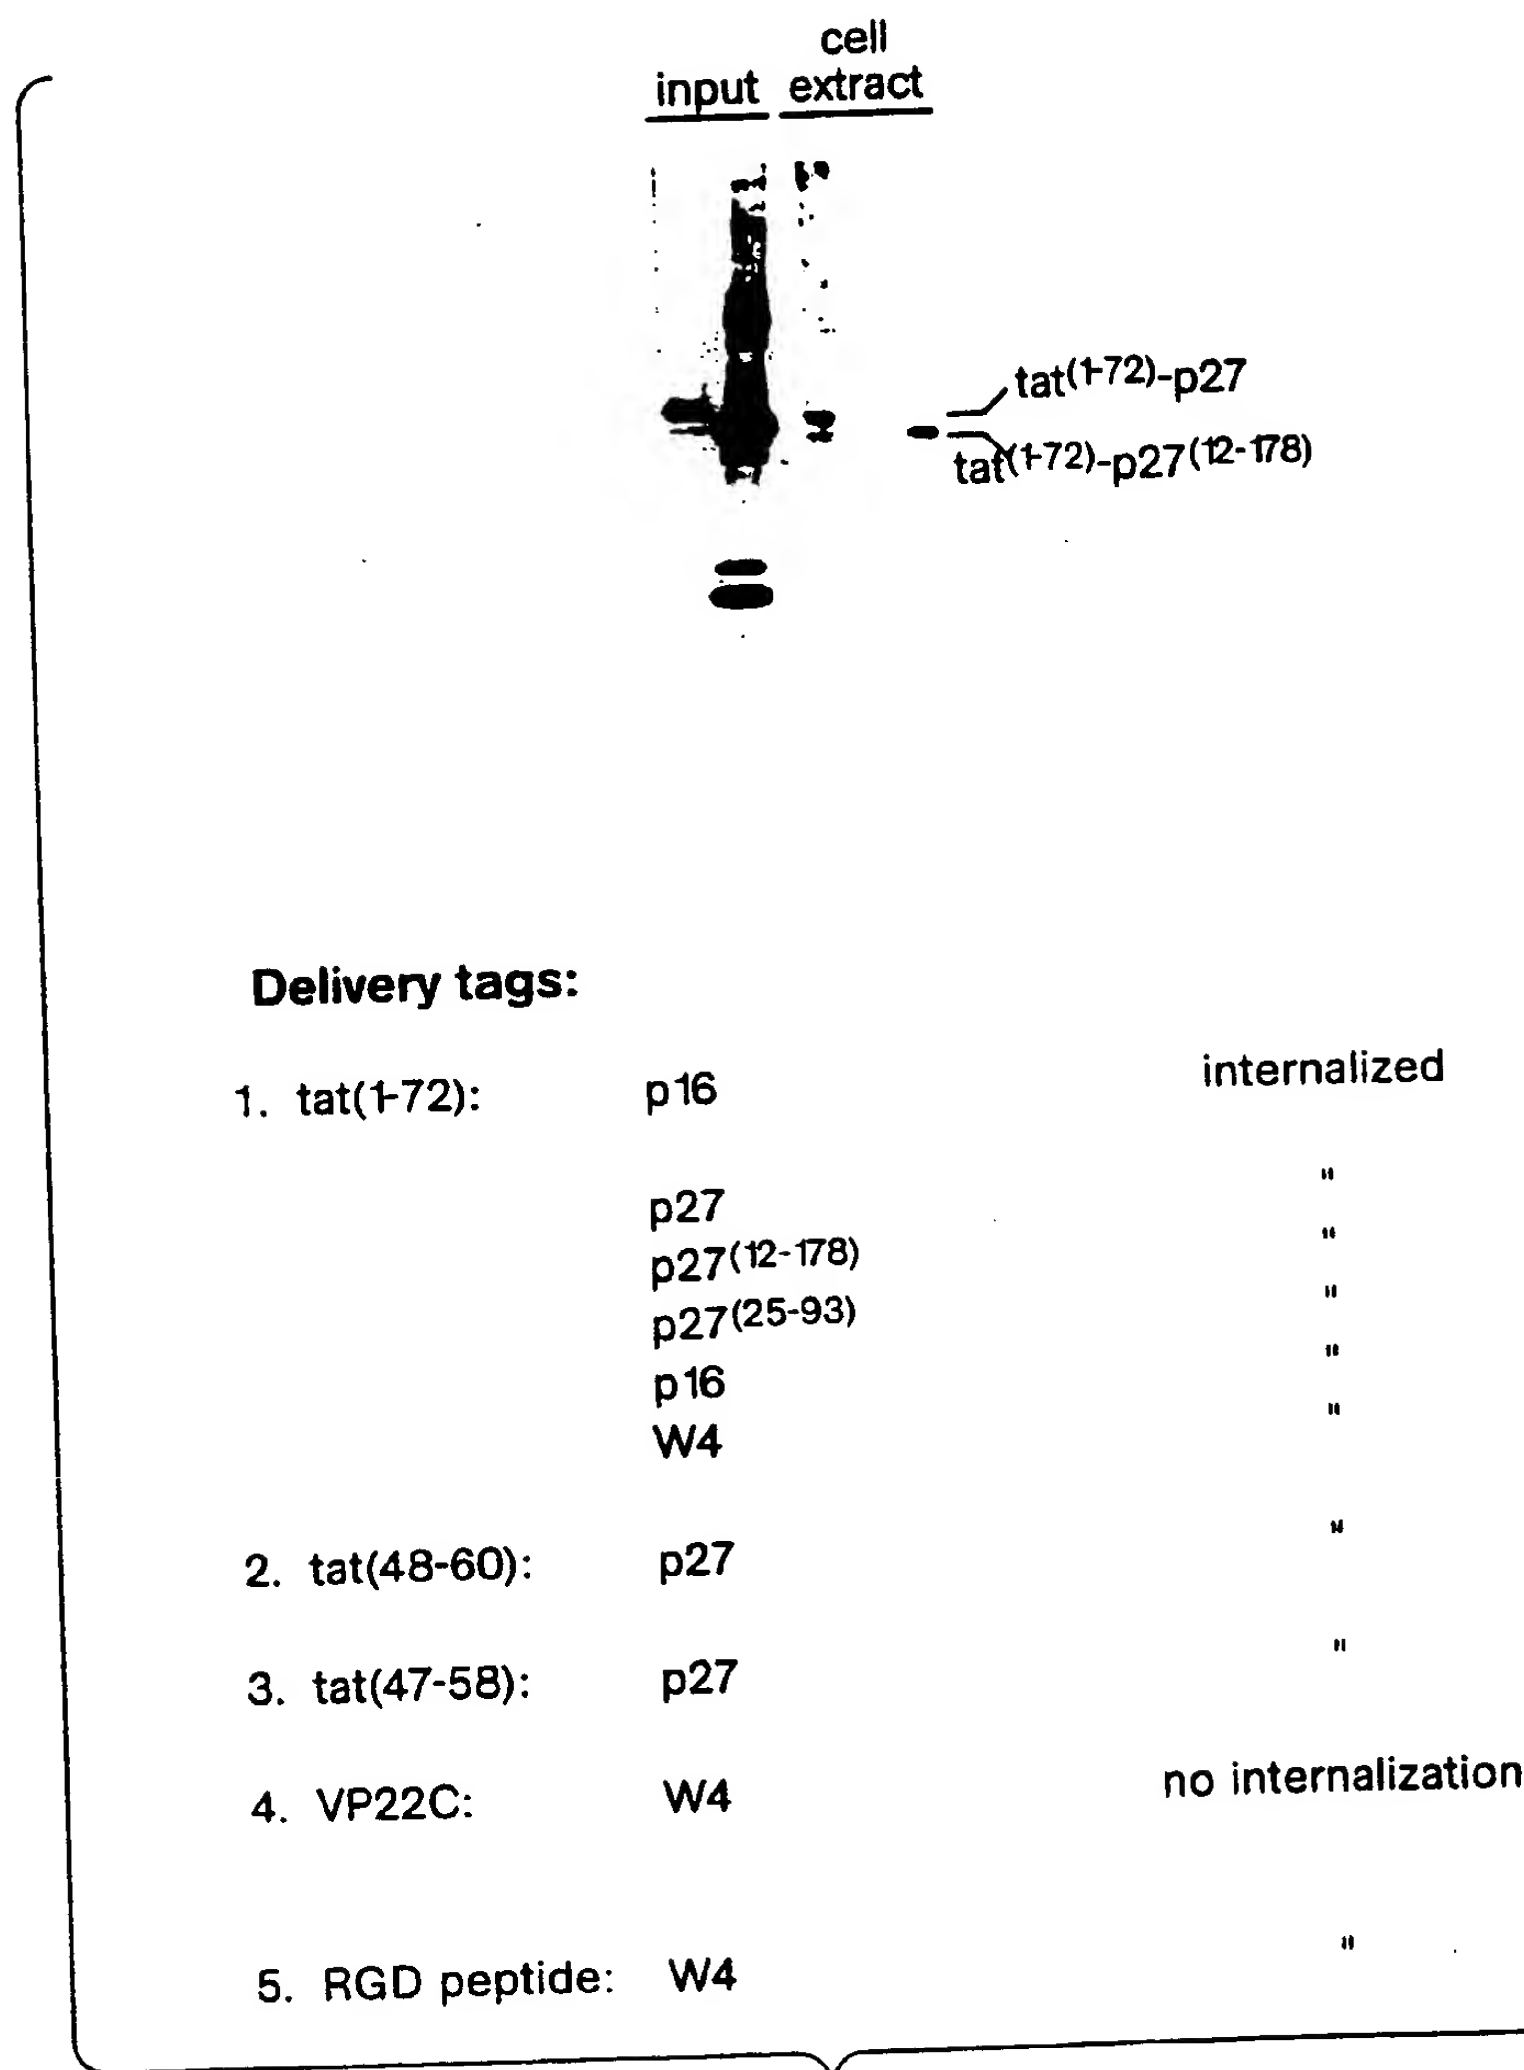 cell
input extract
tat(1-72)-p27
tat(1-72)-p27(12-178)
Delivery tags:
1. tat(1-72): p16 internalized
p27 "
p27(12-178) "
p27(25-93) "
p16 "
W4 "
2. tat(48-60): p27 "
3. tat(47-58): p27 "
4. VP22C: W4 no internalization
5. RGD peptide: W4 "